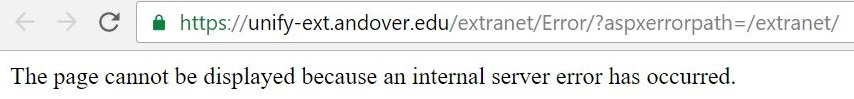 https://unify-ext.andover.edu/extranet/Error/?aspxerrorpath=/extranet/
The page cannot be displayed because an internal server error has occurred.